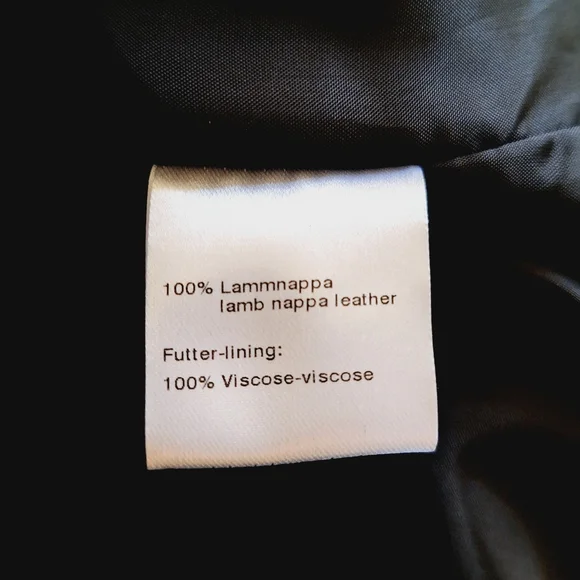 100% Lammnappa
lamb nappa leather
Futter-lining:
100% Viscose-viscose